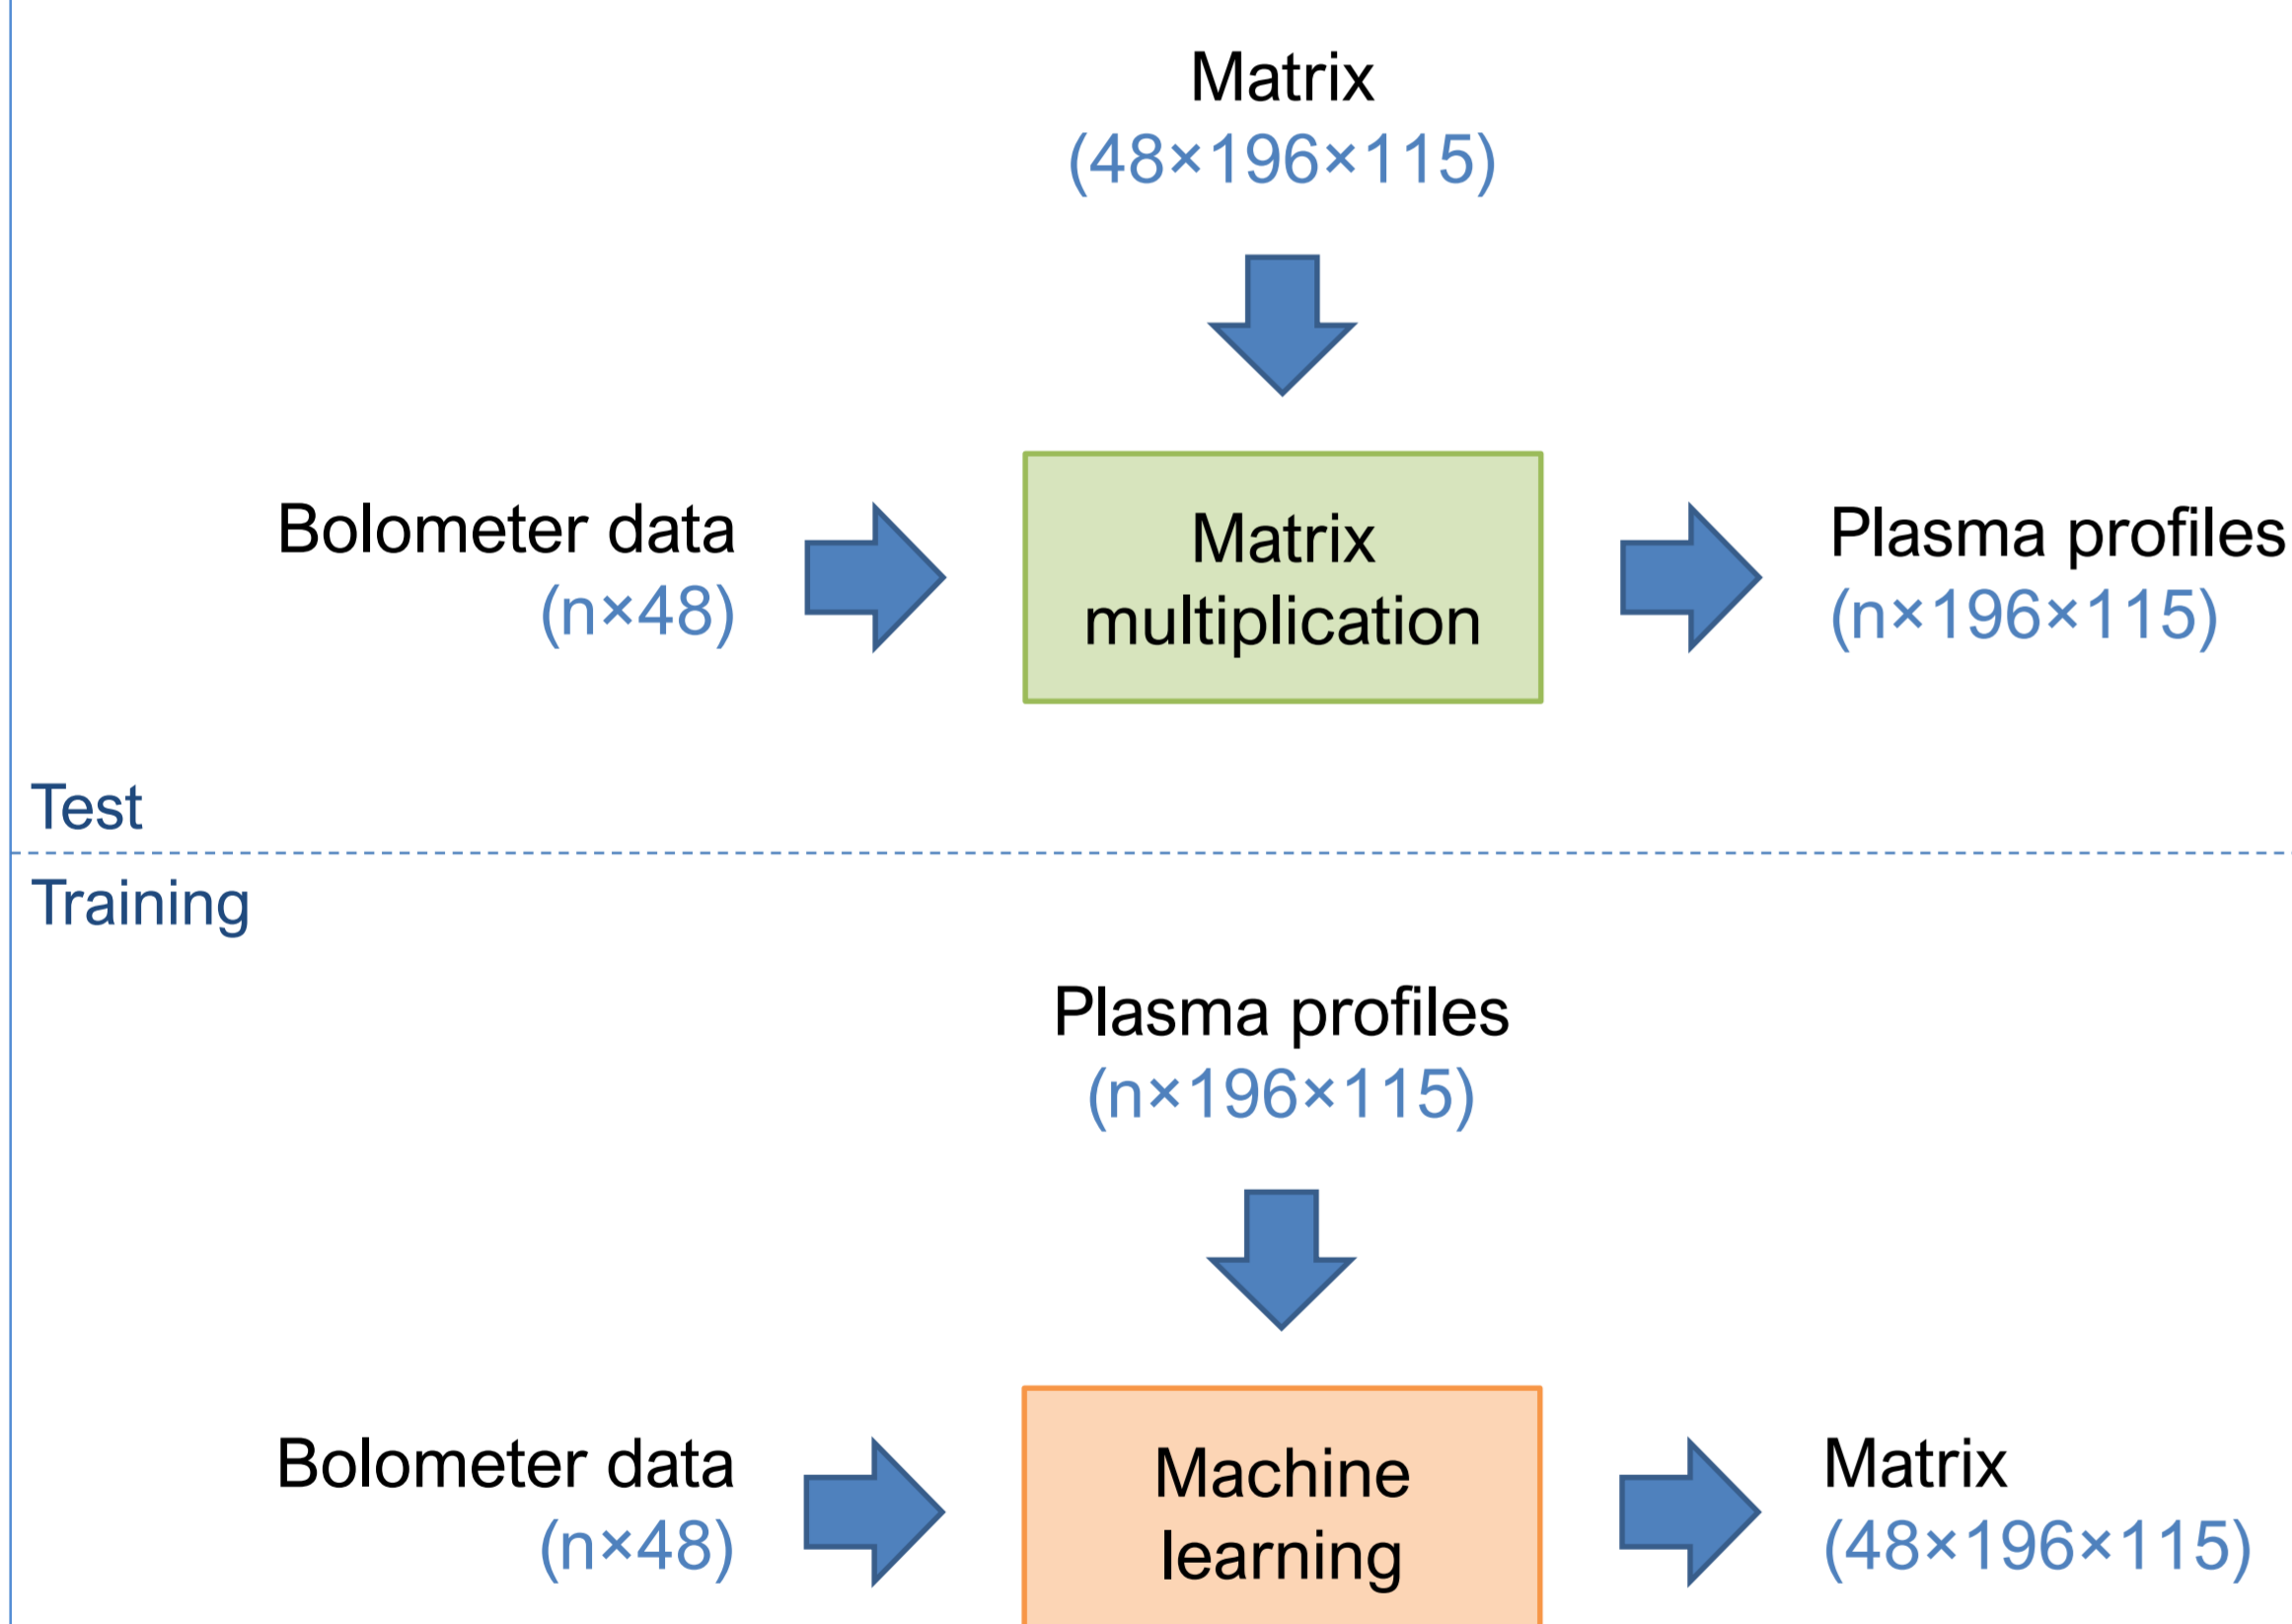 Matrix
(48×196×115)
Bolometer data
(n×48)
Matrix
multiplication
Plasma profiles
(n×196×115)
Test
Training
Plasma profiles
(n×196×115)
Bolometer data
(n×48)
Machine
learning
Matrix
(48×196×115)